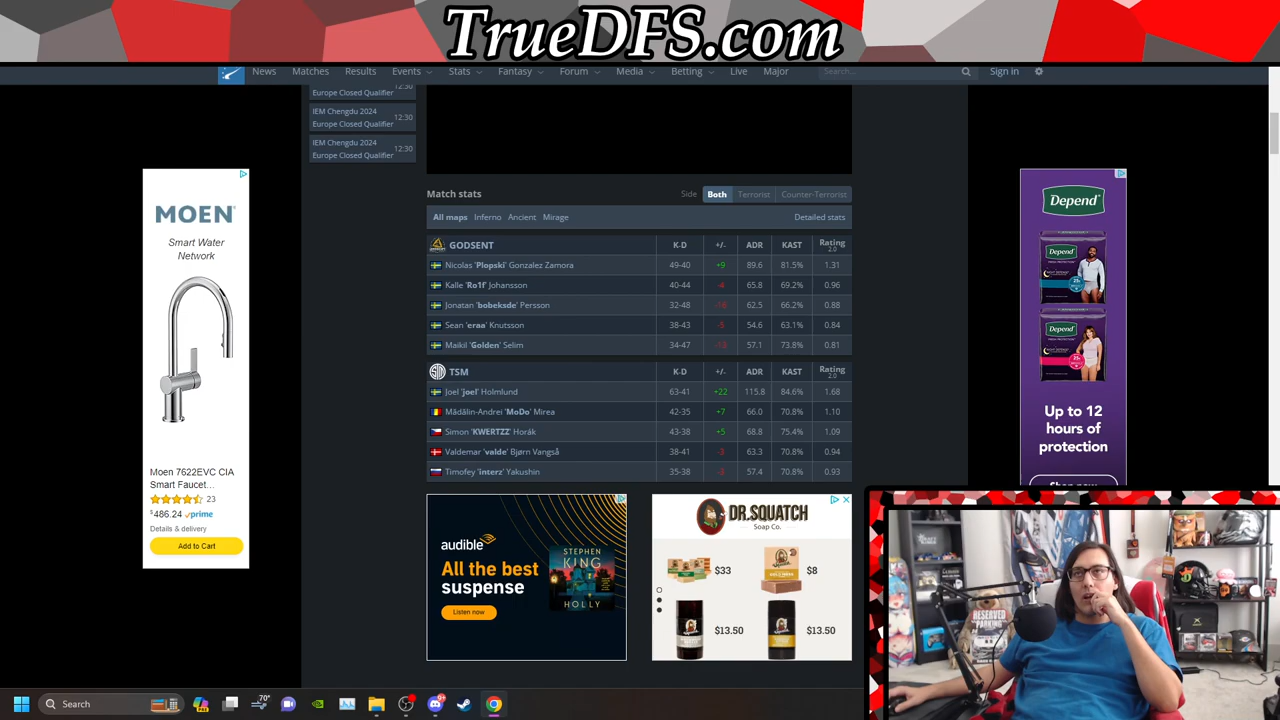 TrueDFS.com
News Matches Results Events Stats Fantasy Forum Media Betting Live Major Search... Sign in
Europe Closed Qualifier 12:30
IEM Chengdu 2024
Europe Closed Qualifier 12:30
IEM Chengdu 2024
Europe Closed Qualifier 12:30
MOEN
Smart Water
Network
Moen 7622EVC CIA
Smart Faucet...
23
$486.24 prime
Details & delivery
Add to Cart
Match stats Side Both Terrorist Counter-Terrorist
All maps Inferno Ancient Mirage Detailed stats
GODSENT K-D +/- ADR KAST Rating 2.0
Nicolas 'Plopski' Gonzalez Zamora 49-40 +9 89.6 81.5% 1.31
Kalle 'Ro1f' Johansson 40-44 -4 65.8 69.2% 0.96
Jonatan 'bobeksde' Persson 32-48 -16 62.5 66.2% 0.88
Sean 'eraa' Knutsson 38-43 -5 54.6 63.1% 0.84
Maikil 'Golden' Selim 34-47 -13 57.1 73.8% 0.81
TSM K-D +/- ADR KAST Rating 2.0
Joel 'joel' Holmlund 63-41 +22 115.8 84.6% 1.68
Mădălin-Andrei 'MoDo' Mirea 42-35 +7 66.0 70.8% 1.10
Simon 'KWERTZZ' Horák 43-38 +5 68.8 75.4% 1.09
Valdemar 'valde' Bjørn Vangså 38-41 -3 63.3 70.8% 0.94
Timofey 'interz' Yakushin 35-38 -3 57.4 70.8% 0.93
audible
All the best
suspense
Listen now
STEPHEN
KING
HOLLY
DR. SQUATCH
Soap Co.
$33 $8
$13.50 $13.50
Depend
Depend
Depend
Up to 12
hours of
protection
Shop now
RESERVED
PARKING
Search 70°